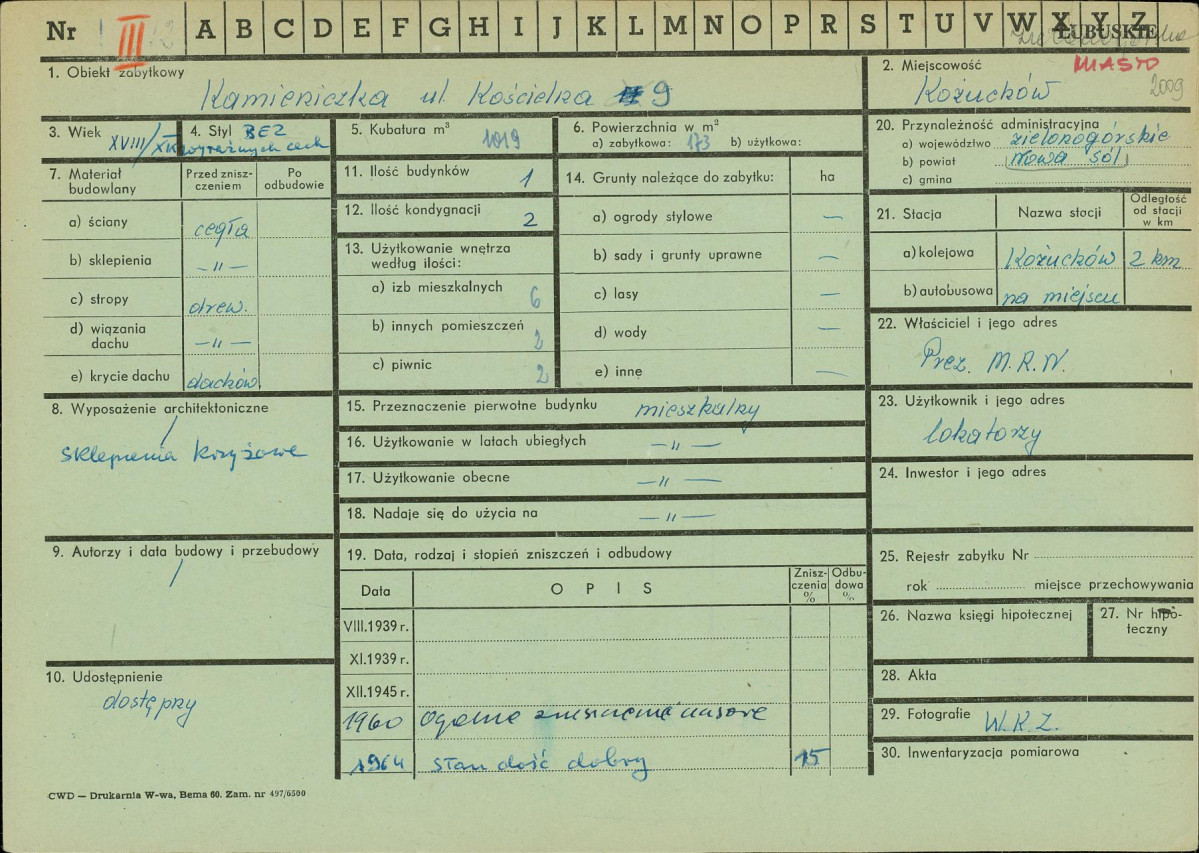 Nr III A B C D E F G H I J K L M N O P R S T U V W X Y Z
ŁUBUSKIE
MIASTO
2009
1. Obiekt zabytkowy
Kamieniczka ul. Kościelna 9
2. Miejscowość
Kożuchów
3. Wiek XVIII/XIX
4. Styl BEZ
wyraźnych cech
5. Kubatura m³
1019
6. Powierzchnia w m²
a) zabytkowa: 173 b) użytkowa:
20. Przynależność administracyjna
a) województwo zielonogórskie
b) powiat (Nowa Sól)
c) gmina
7. Materiał budowlany
Przed zniszczeniem
Po odbudowie
a) ściany cegła
b) sklepienia —"—
c) stropy drew.
d) wiązania dachu —"—
e) krycie dachu dachów.
11. Ilość budynków 1
12. Ilość kondygnacji 2
13. Użytkowanie wnętrza
według ilości:
a) izb mieszkalnych 6
b) innych pomieszczeń 2
c) piwnic 2
14. Grunty należące do zabytku: ha
a) ogrody stylowe —
b) sady i grunty uprawne —
c) lasy —
d) wody —
e) inne —
21. Stacja
Nazwa stacji
Odległość od stacji w km
a) kolejowa Kożuchów 2 km
b) autobusowa na miejscu
22. Właściciel i jego adres
Prez. M.R.N.
8. Wyposażenie architektoniczne
sklepienia krzyżowe
15. Przeznaczenie pierwotne budynku mieszkalny
16. Użytkowanie w latach ubiegłych —"—
17. Użytkowanie obecne —"—
18. Nadaje się do użycia na —"—
23. Użytkownik i jego adres
lokatorzy
24. Inwestor i jego adres
9. Autorzy i data budowy i przebudowy
19. Data, rodzaj i stopień zniszczeń i odbudowy
Data
OPIS
Zniszczenia %
Odbudowa %
VIII.1939 r.
XI.1939 r.
XII.1945 r.
1960 Ogólne zniszczenie
1964 stan dość dobry 15
25. Rejestr zabytku Nr
rok miejsce przechowywania
26. Nazwa księgi hipotecznej
27. Nr hipoteczny
10. Udostępnienie
dostępny
28. Akta
29. Fotografie W.K.Z.
30. Inwentaryzacja pomiarowa
CWD — Drukarnia W-wa, Bema 60. Zam. nr 497/6500